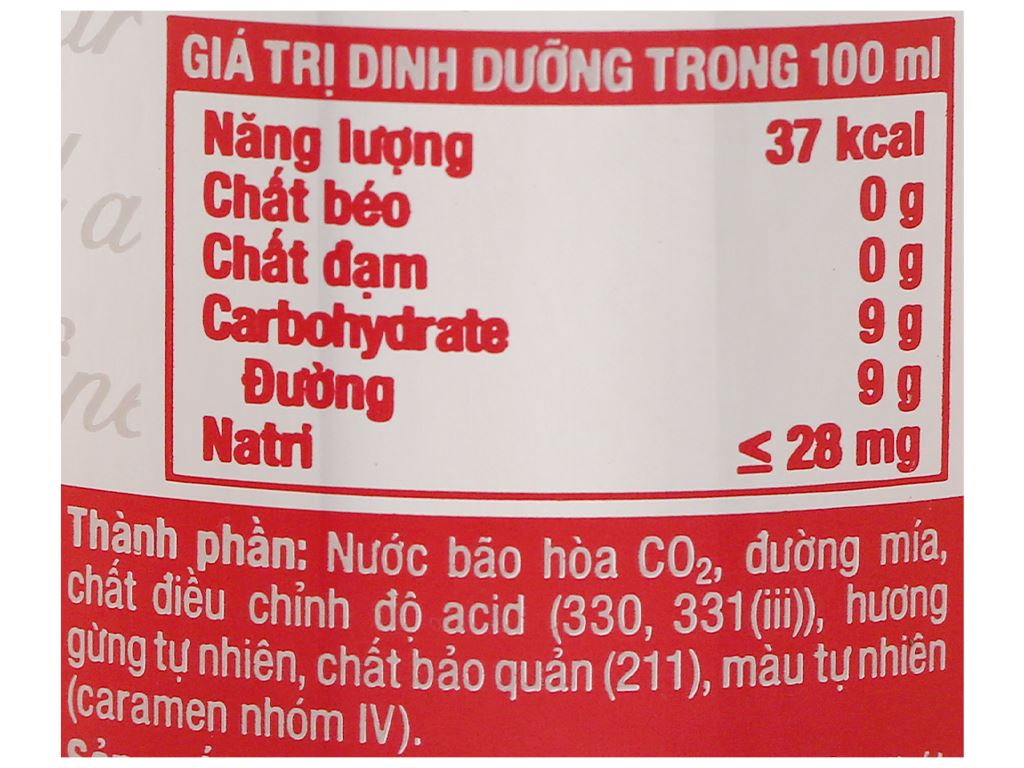 GIÁ TRỊ DINH DƯỠNG TRONG 100 ml
Năng lượng 37 kcal
Chất béo 0 g
Chất đạm 0 g
Carbohydrate 9 g
Đường 9 g
Natri ≤ 28 mg
Thành phần: Nước bão hòa CO₂, đường mía,
chất điều chỉnh độ acid (330, 331(iii)), hương
gừng tự nhiên, chất bảo quản (211), màu tự nhiên
(caramen nhóm IV).